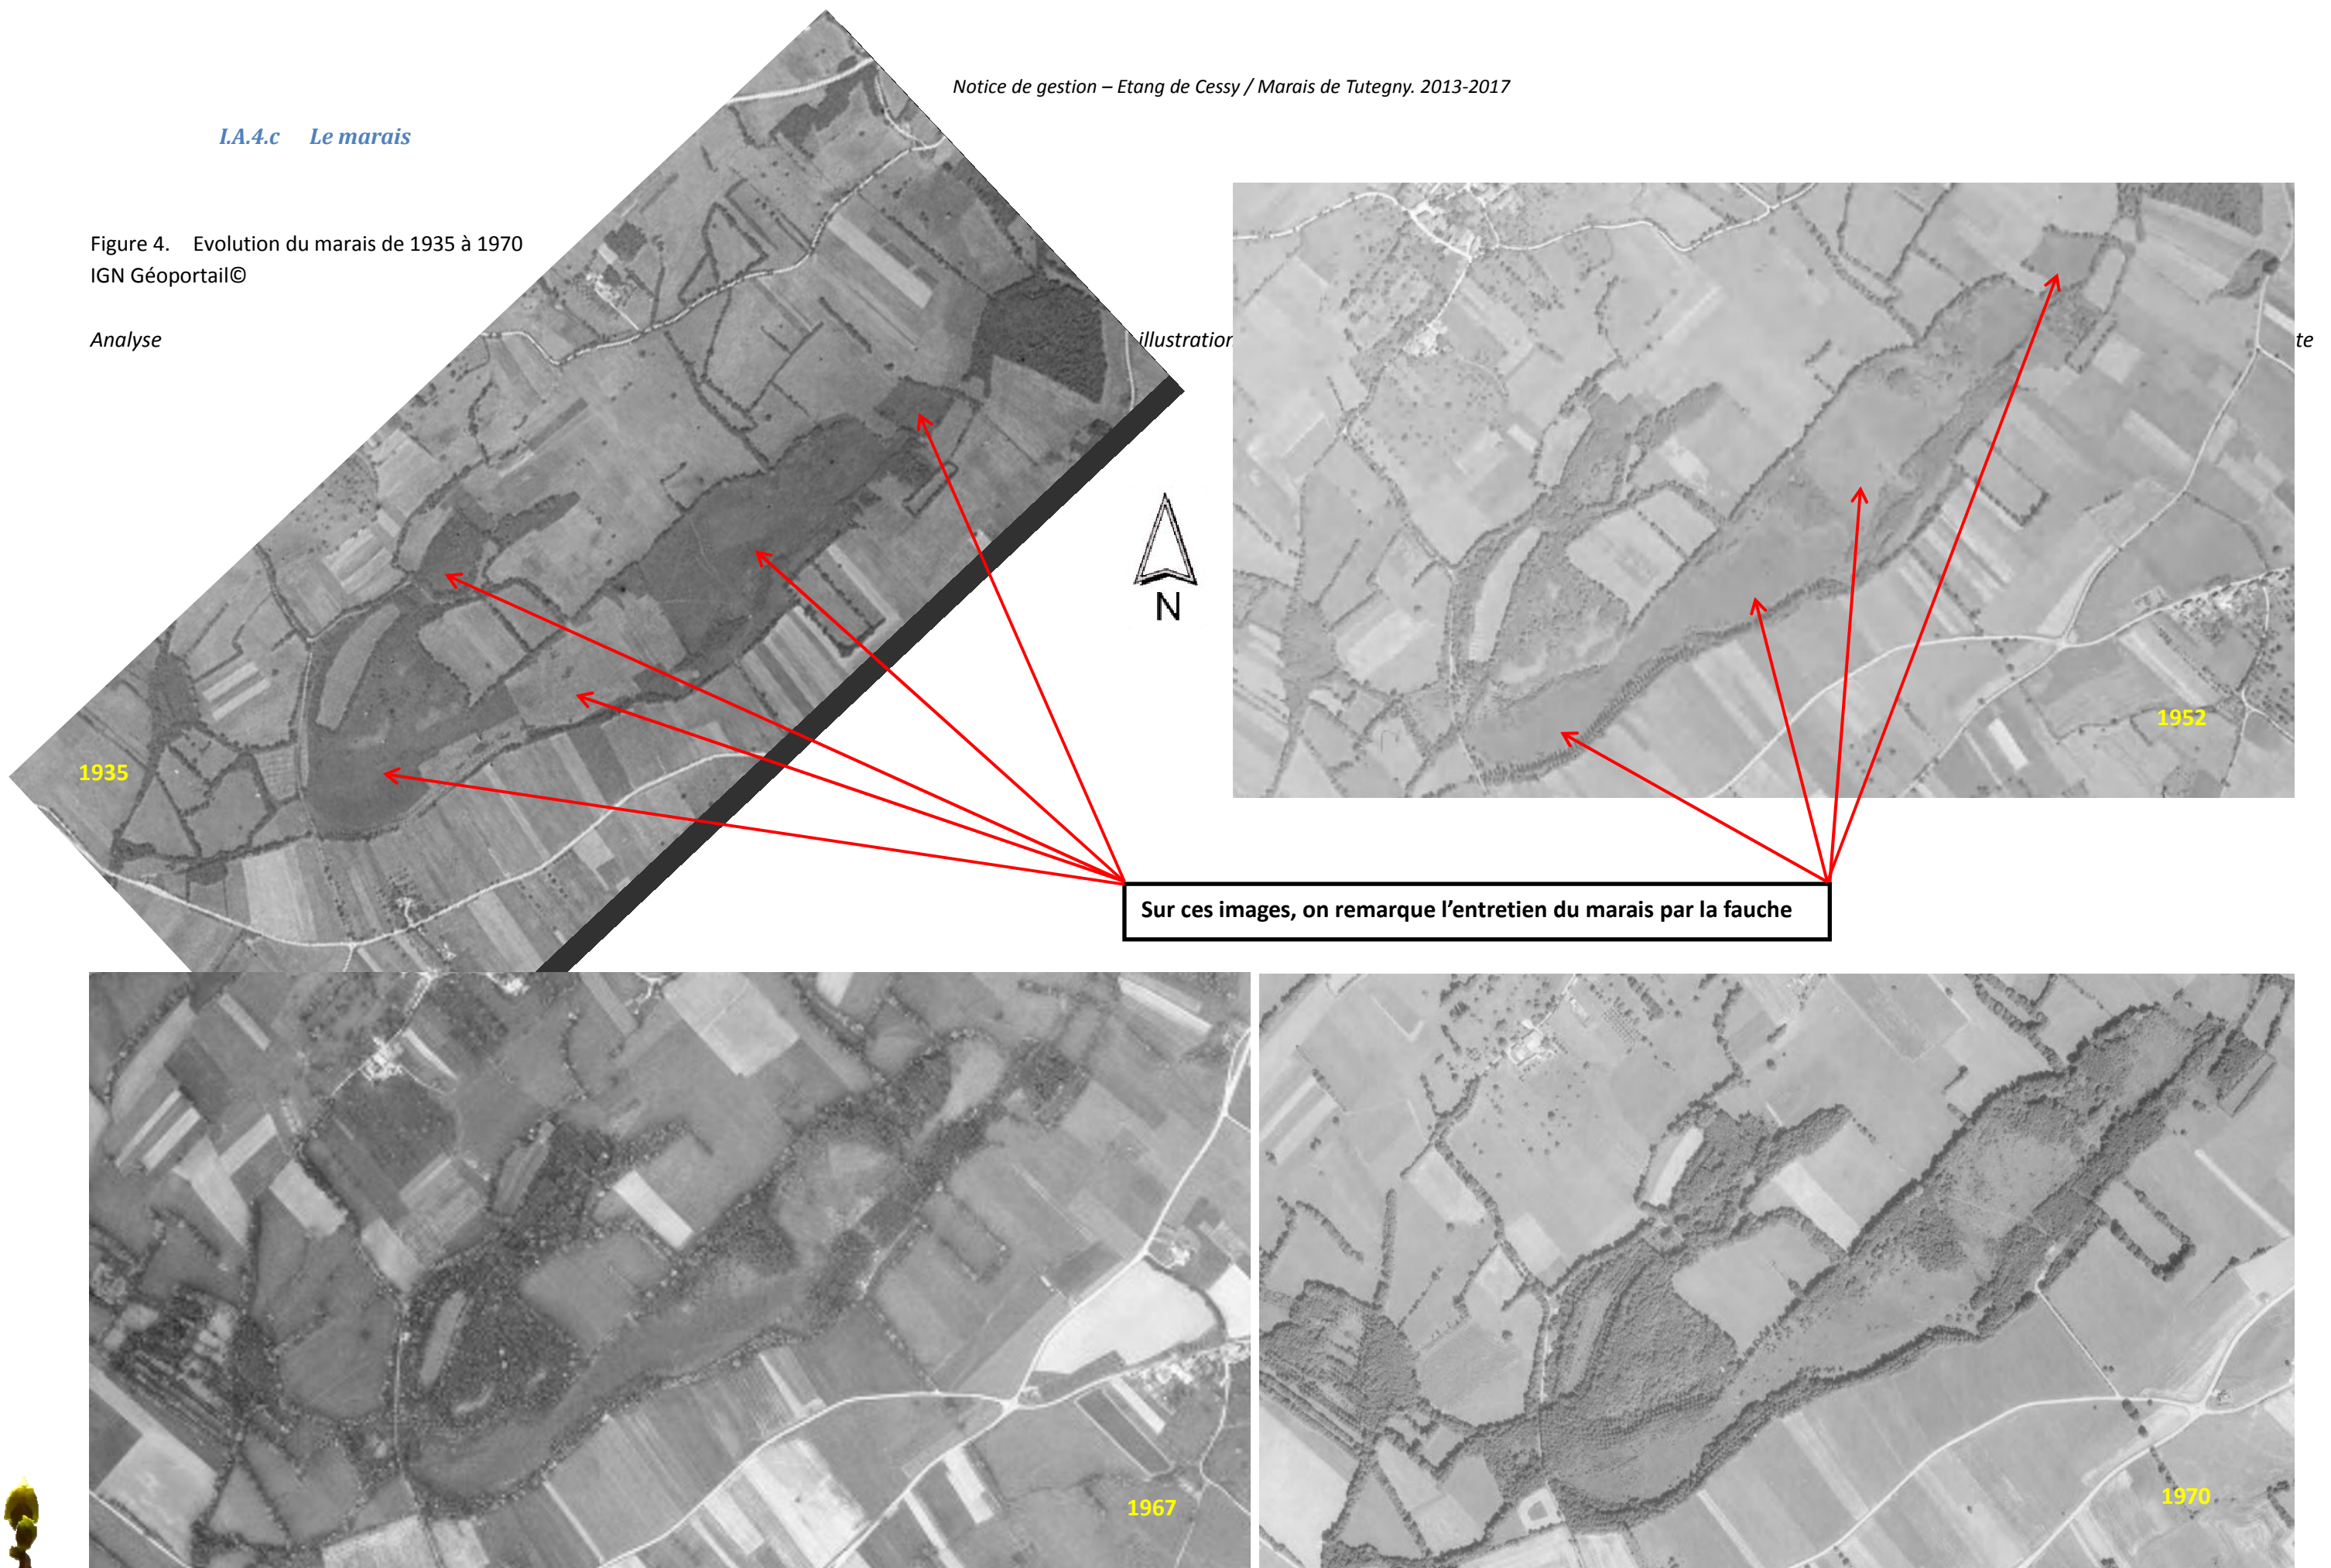 Notice de gestion – Etang de Cessy / Marais de Tutegny. 2013-2017
I.A.4.c Le marais
Figure 4. Evolution du marais de 1935 à 1970
IGN Géoportail©
Analyse illustration te
N
1935
1952
Sur ces images, on remarque l’entretien du marais par la fauche
1967
1970